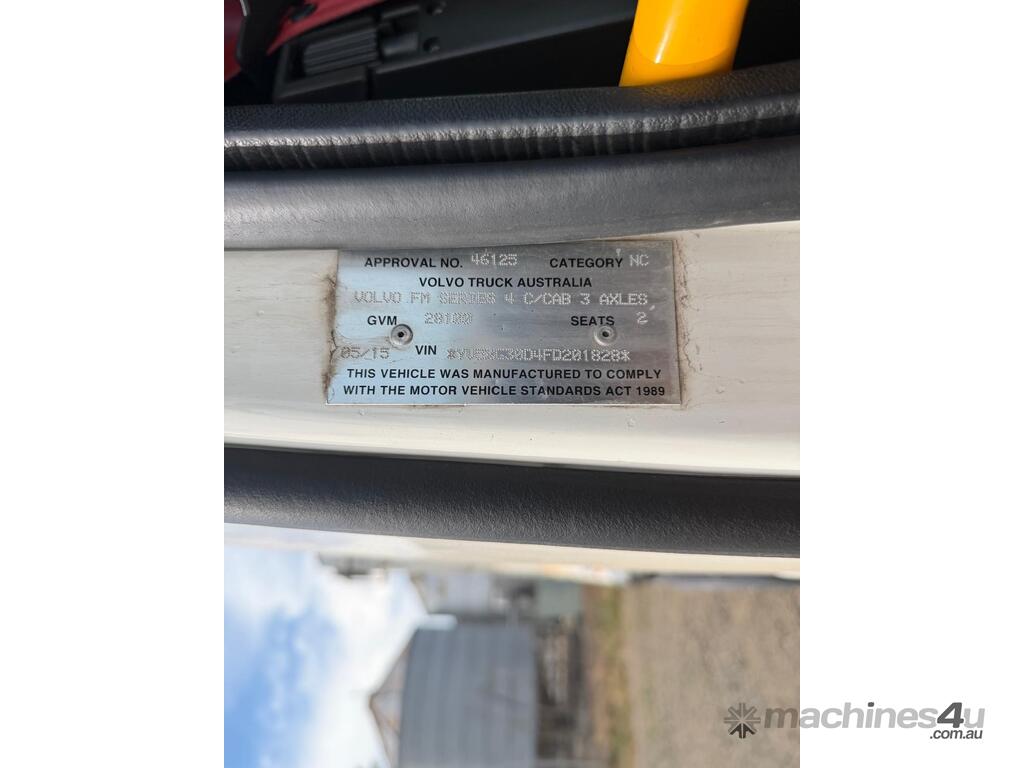 APPROVAL NO. 46125 CATEGORY NC
VOLVO TRUCK AUSTRALIA
VOLVO FM SERIES 4 C/CAB 3 AXLES,
GVM 28100 SEATS 2
05/15 VIN
THIS VEHICLE WAS MANUFACTURED TO COMPLY
WITH THE MOTOR VEHICLE STANDARDS ACT 1989
machines4u
.com.au